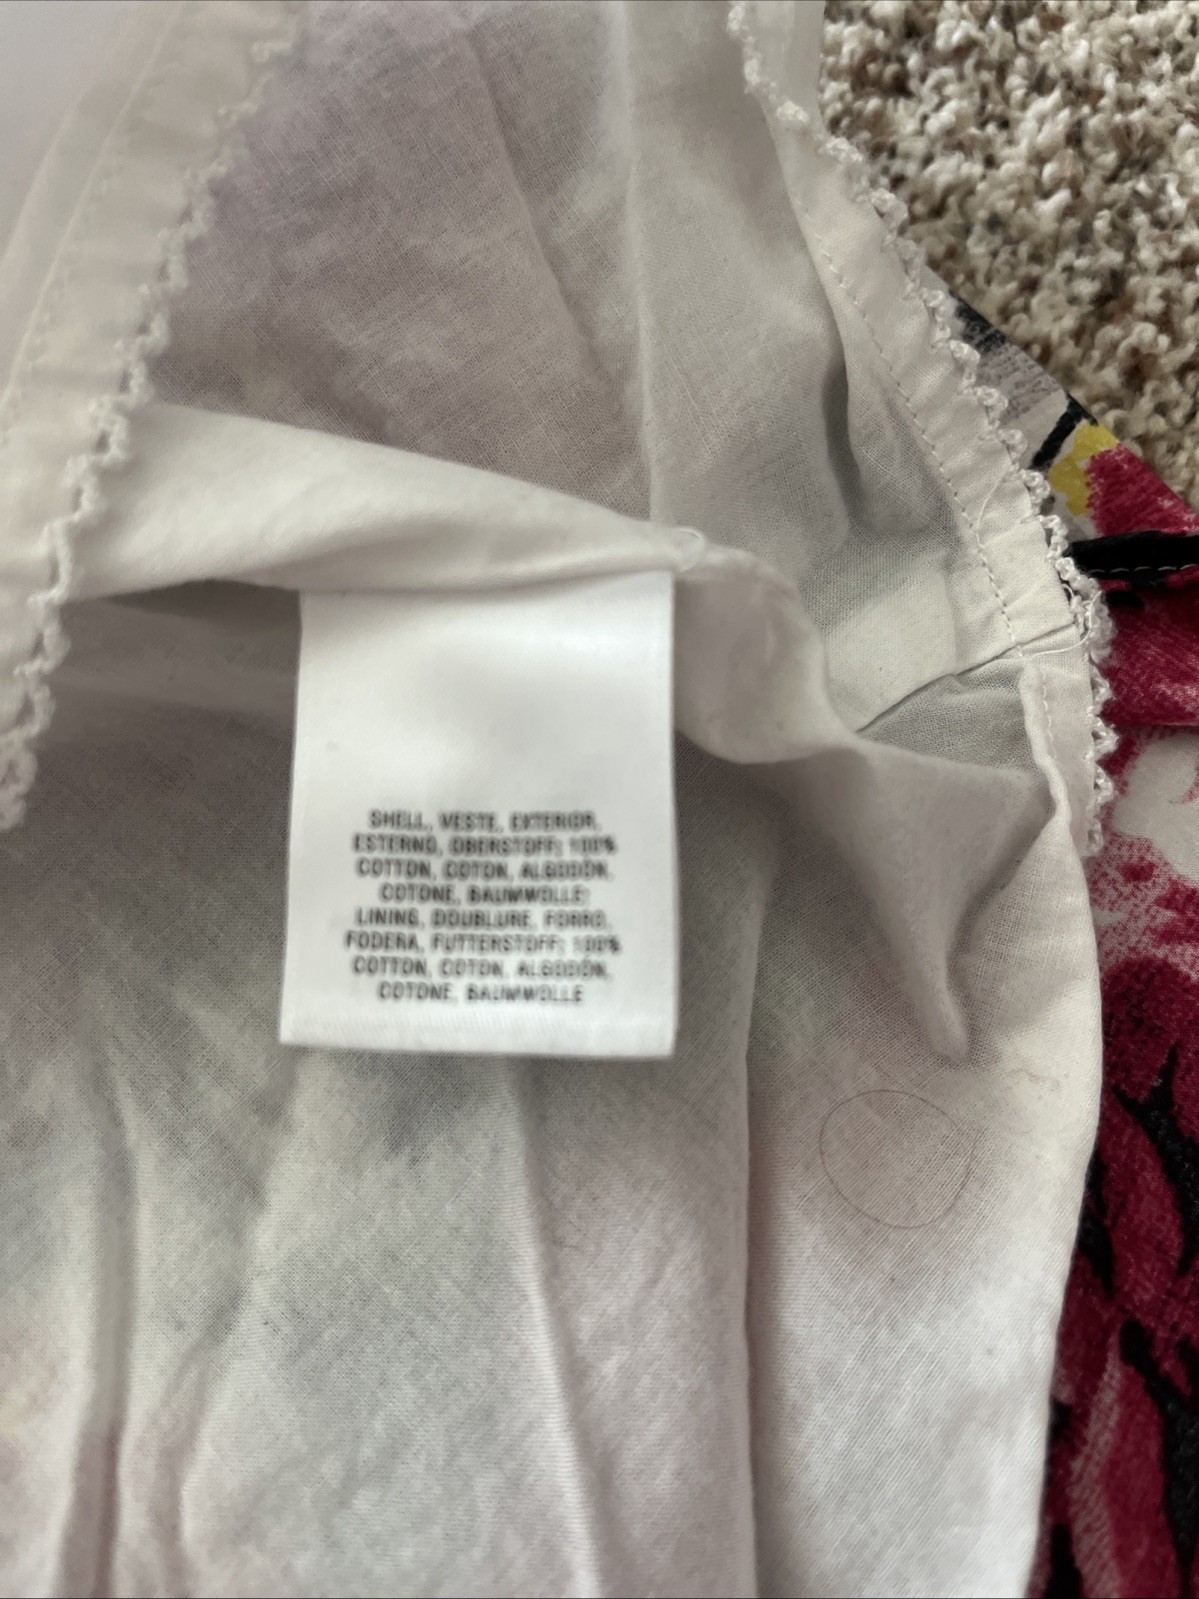 SHELL, VESTE, EXTERIOR,
ESTERNO, OBERSTOFF; 100%
COTTON, COTON, ALGODÓN,
COTONE, BAUMWOLLE;
LINING, DOUBLURE, FORRO,
FODERA, FUTTERSTOFF; 100%
COTTON, COTON, ALGODÓN,
COTONE, BAUMWOLLE